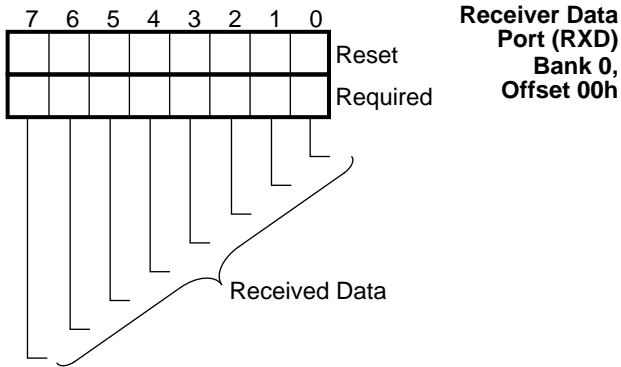 7 6 5 4 3 2 1 0
Reset
Required
Receiver Data
Port (RXD)
Bank 0,
Offset 00h
Received Data